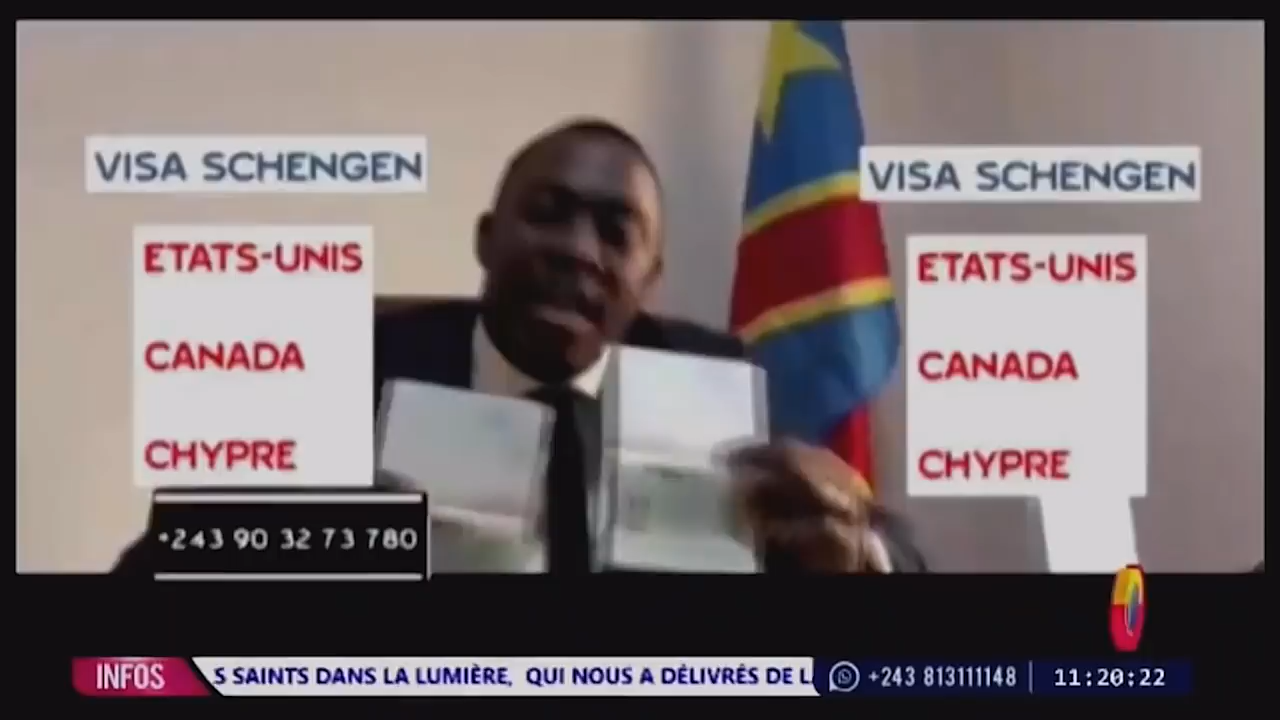 VISA SCHENGEN
ETATS-UNIS
CANADA
CHYPRE
+243 90 32 73 780
VISA SCHENGEN
ETATS-UNIS
CANADA
CHYPRE
INFOS
S SAINTS DANS LA LUMIÈRE, QUI NOUS A DÉLIVRÉS DE L
+243 813111148
11:20:22